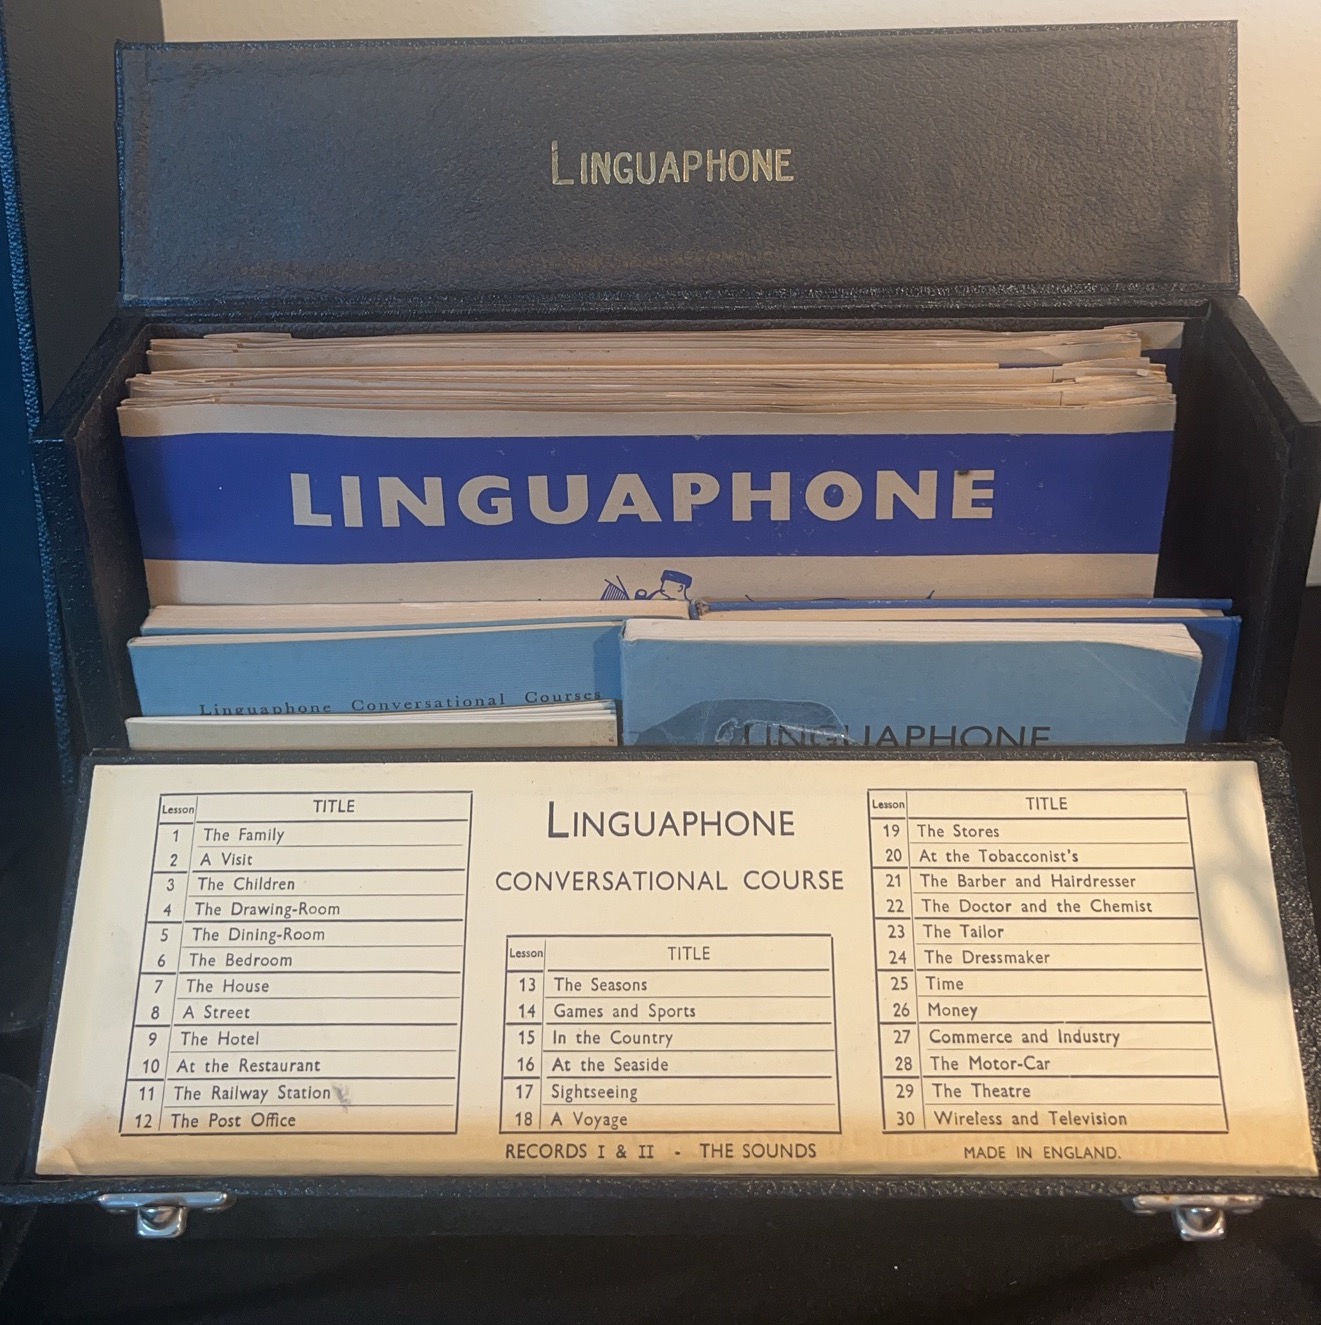 LINGUAPHONE
LINGUAPHONE
Linguaphone Conversational Courses
LINGUAPHONE
Lesson TITLE
1 The Family
2 A Visit
3 The Children
4 The Drawing-Room
5 The Dining-Room
6 The Bedroom
7 The House
8 A Street
9 The Hotel
10 At the Restaurant
11 The Railway Station
12 The Post Office
LINGUAPHONE
CONVERSATIONAL COURSE
Lesson TITLE
13 The Seasons
14 Games and Sports
15 In the Country
16 At the Seaside
17 Sightseeing
18 A Voyage
RECORDS I & II - THE SOUNDS
Lesson TITLE
19 The Stores
20 At the Tobacconist's
21 The Barber and Hairdresser
22 The Doctor and the Chemist
23 The Tailor
24 The Dressmaker
25 Time
26 Money
27 Commerce and Industry
28 The Motor-Car
29 The Theatre
30 Wireless and Television
MADE IN ENGLAND.